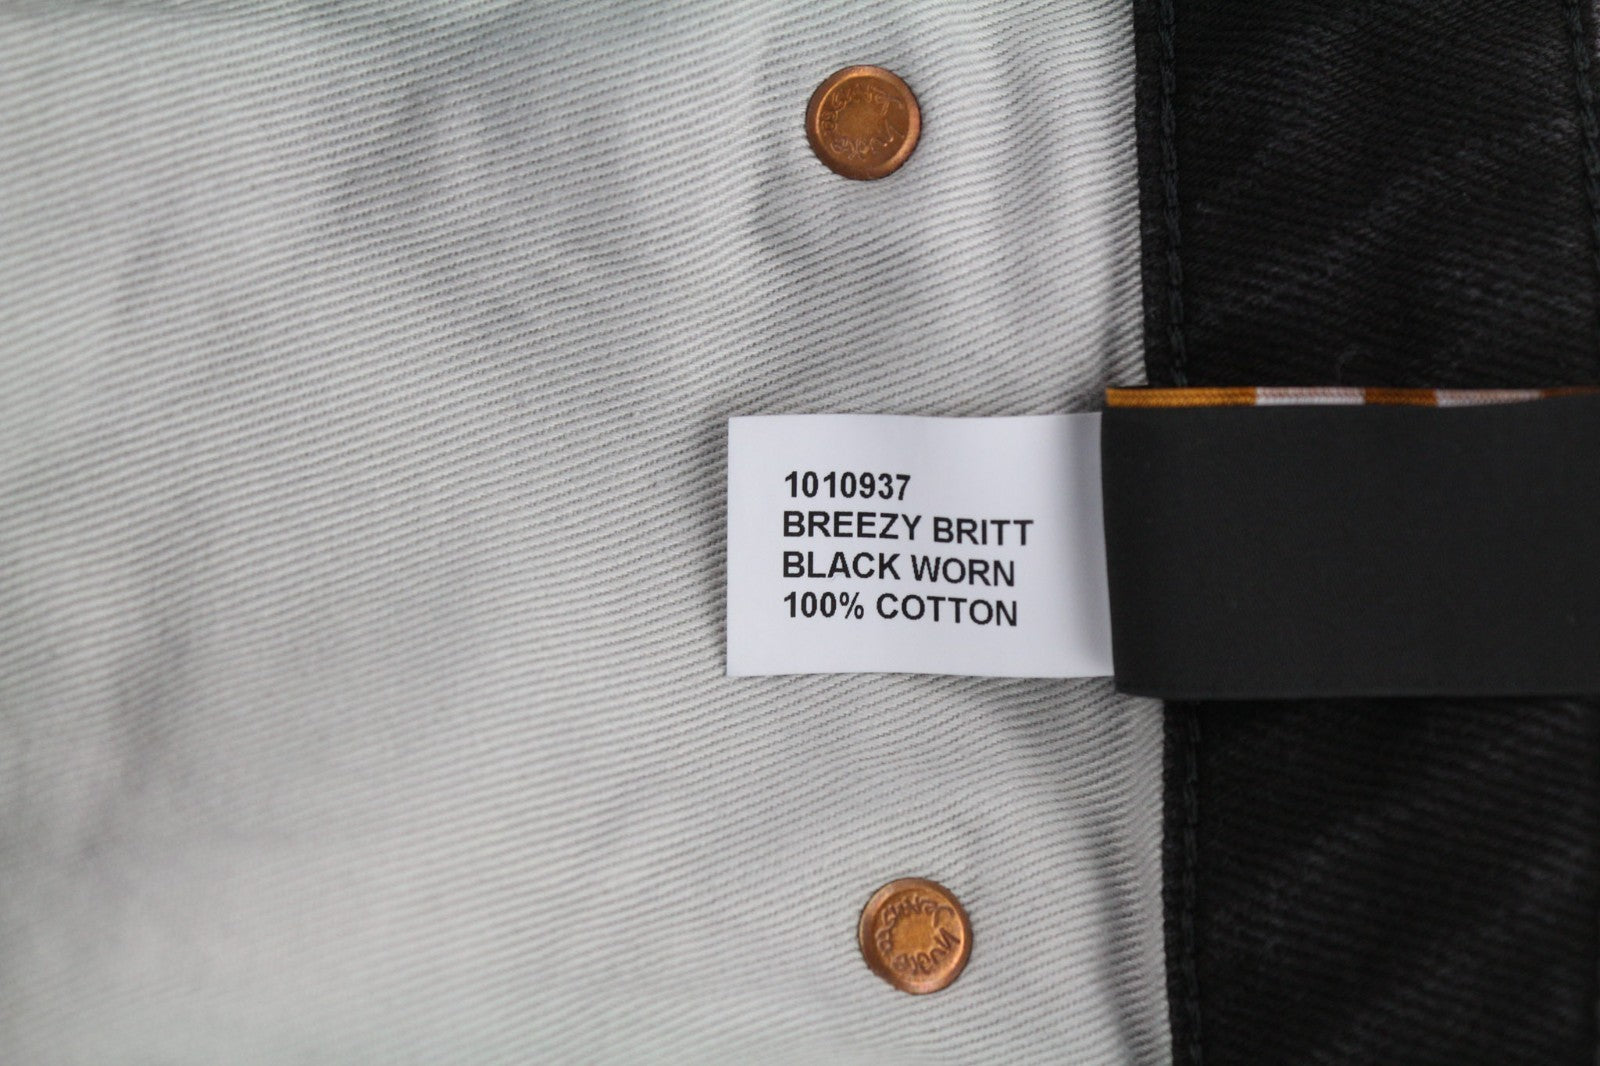 1010937
BREEZY BRITT
BLACK WORN
100% COTTON